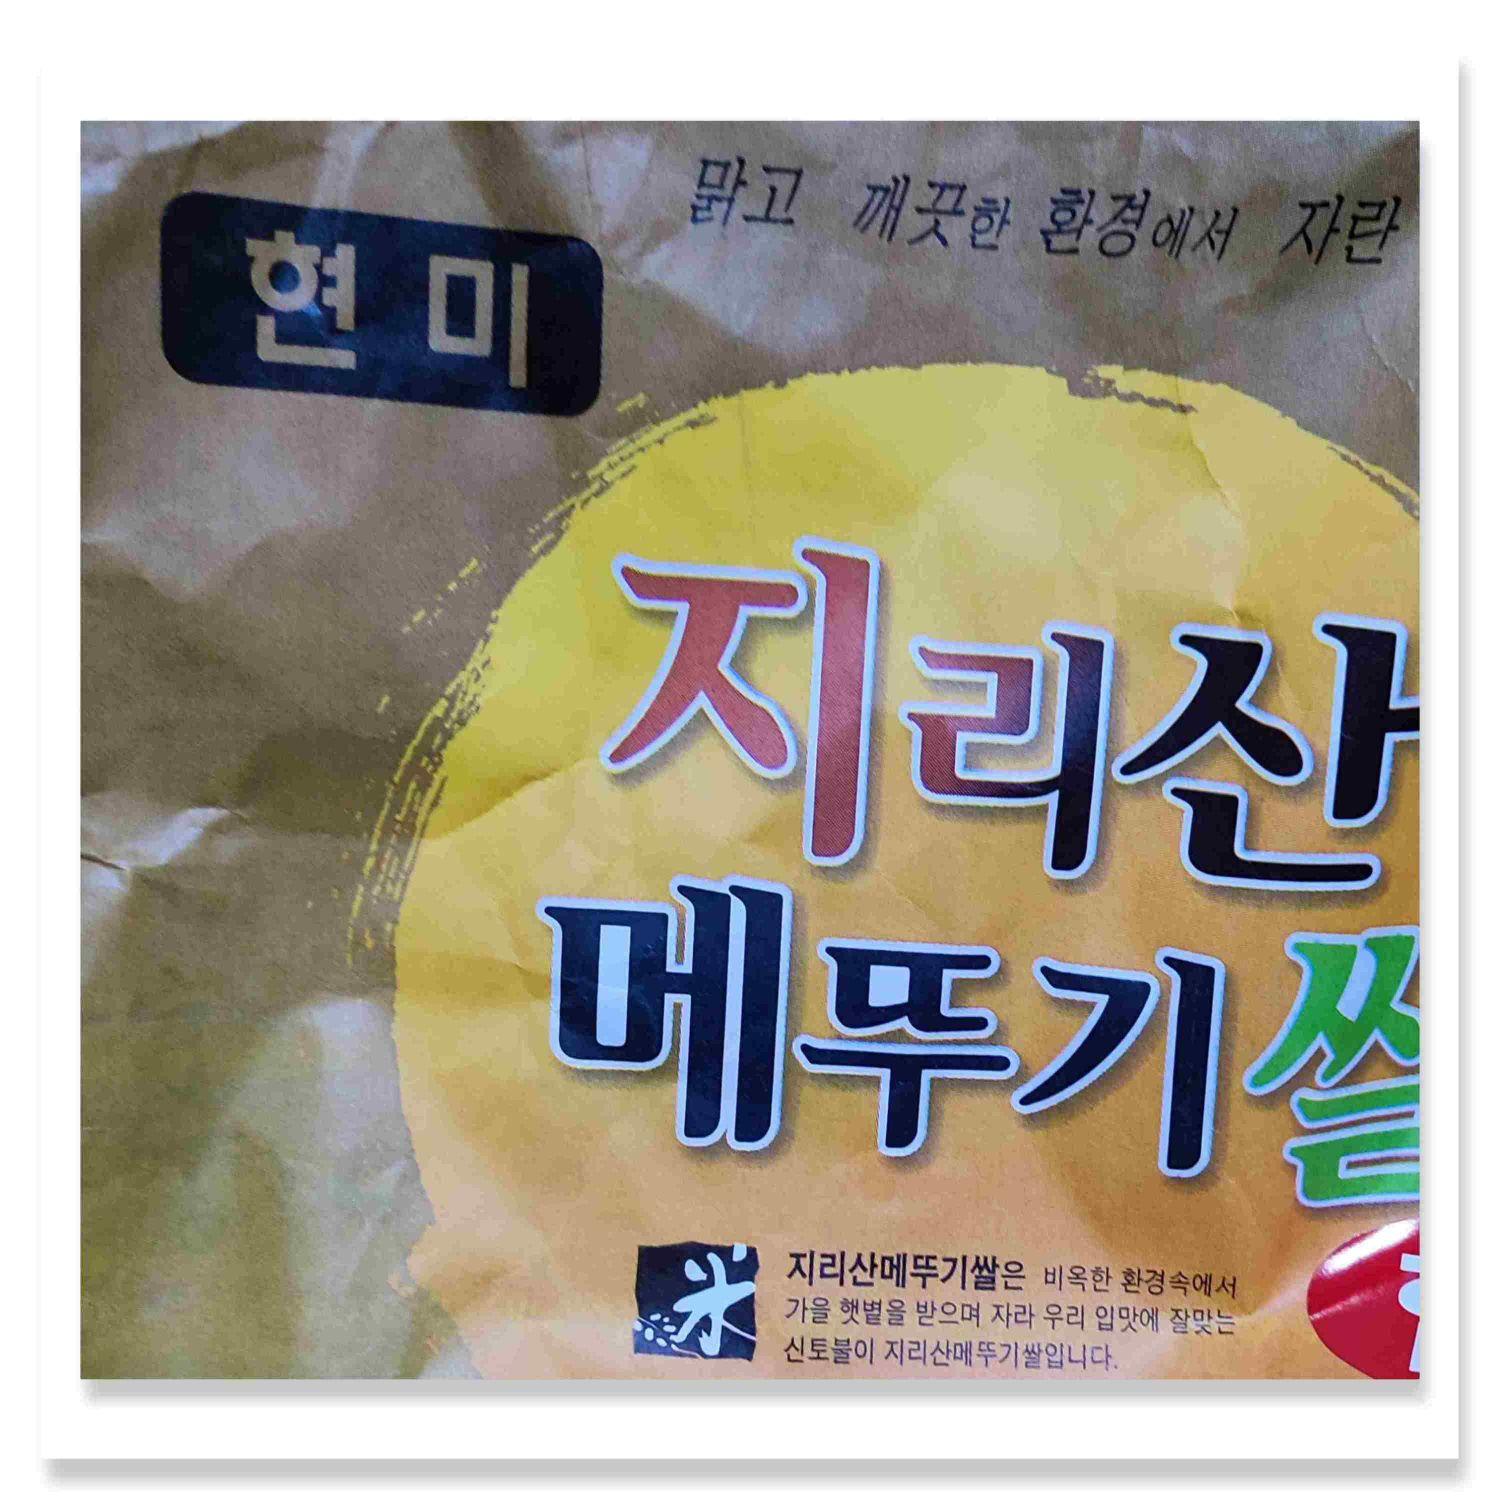 현미
맑고 깨끗한 환경에서 자란
지리산
메뚜기쌀
米
지리산메뚜기쌀은 비옥한 환경속에서
가을 햇볕을 받으며 자라 우리 입맛에 잘맞는
신토불이 지리산메뚜기쌀입니다.